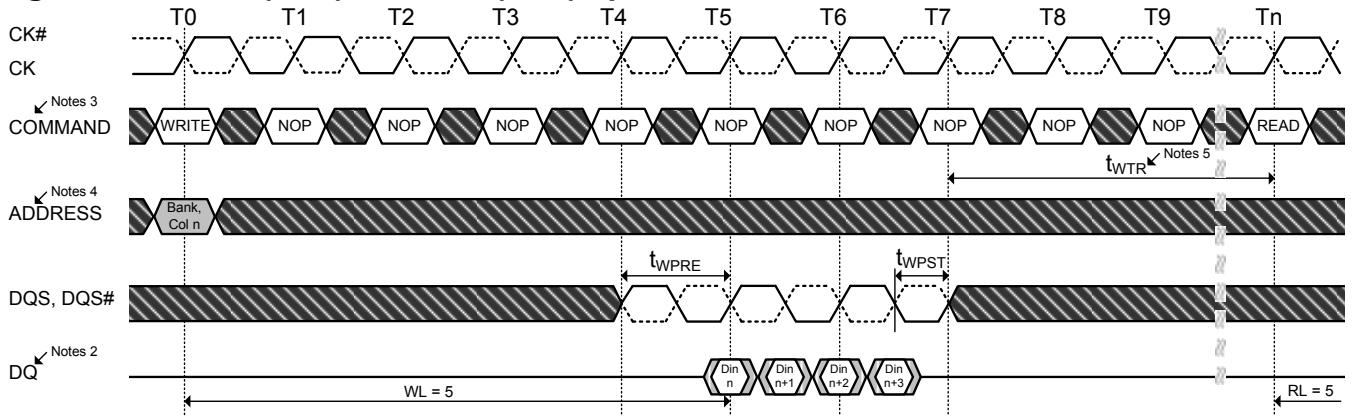 T0 T1 T2 T3 T4 T5 T6 T7 T8 T9 Tn
CK#
CK
Notes 3
COMMAND WRITE NOP NOP NOP NOP NOP NOP NOP NOP NOP READ
tWTR Notes 5
Notes 4
ADDRESS
Bank,
Col n
tWPRE tWPST
DQS, DQS#
Notes 2
DQ
Din Din Din Din
n n+1 n+2 n+3
WL = 5 RL = 5